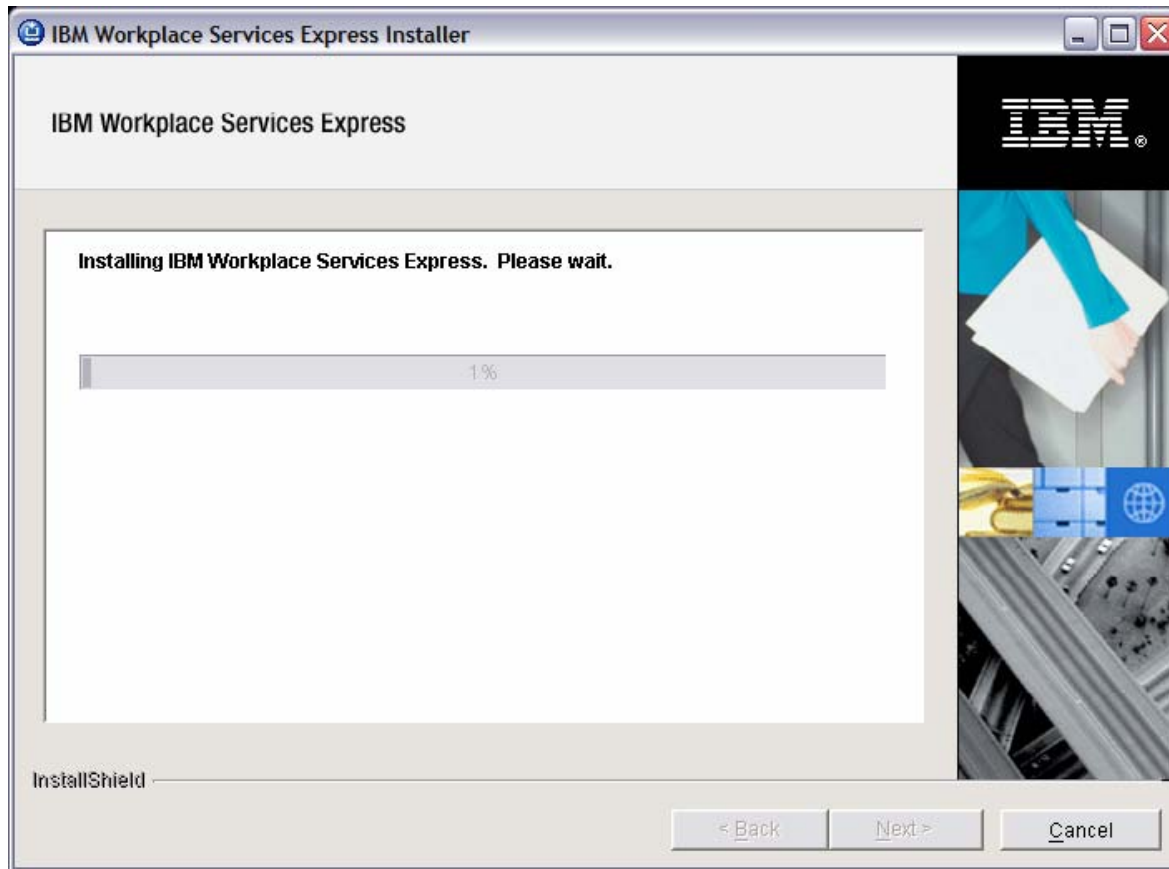 IBM Workplace Services Express Installer
IBM Workplace Services Express
IBM®
Installing IBM Workplace Services Express. Please wait.
1%
InstallShield
< Back
Next >
Cancel